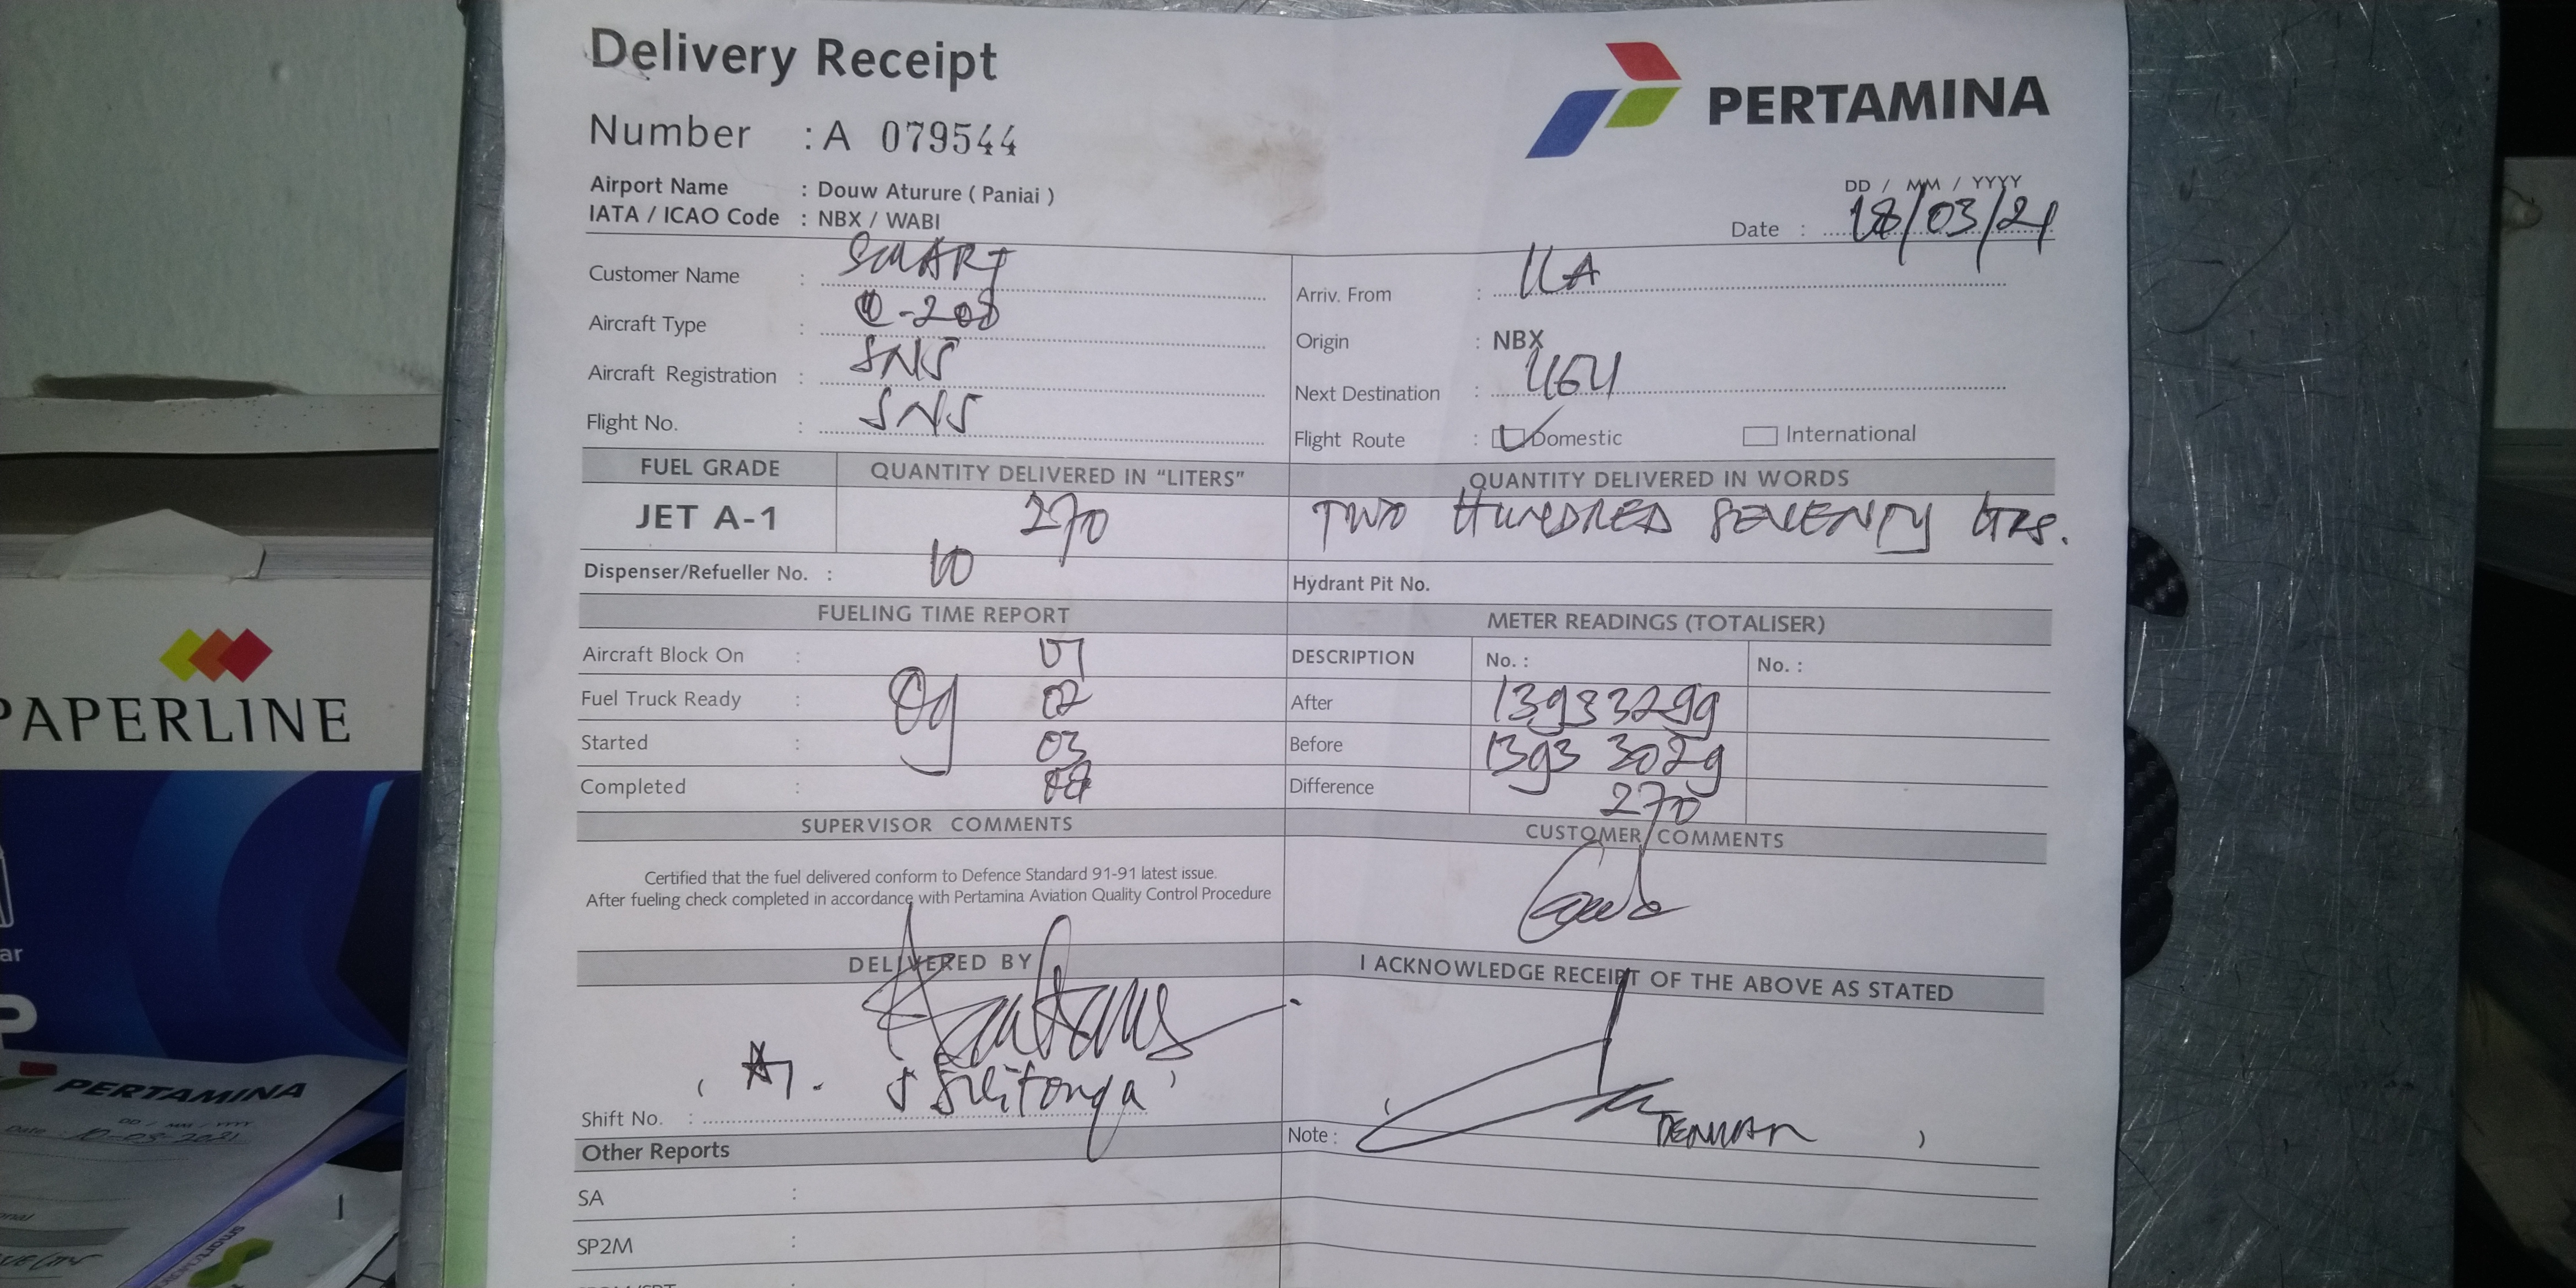 Delivery Receipt
PERTAMINA
Number : A 079544
Airport Name : Douw Aturure ( Paniai )
IATA / ICAO Code : NBX / WABI
DD / MM / YYYY
Date : 18/03/21
Customer Name : SMART
Arriv. From : ILA
Aircraft Type : C-208
Origin : NBX
Aircraft Registration : SNS
Next Destination :
Flight No. : SNS
Flight Route : Domestic International
FUEL GRADE QUANTITY DELIVERED IN “LITERS” QUANTITY DELIVERED IN WORDS
JET A-1 270 TWO HUNDRED SEVENTY LTRS.
Dispenser/Refueller No. : 10
Hydrant Pit No.
FUELING TIME REPORT METER READINGS (TOTALISER)
Aircraft Block On : 01
DESCRIPTION No. : No. :
Fuel Truck Ready : 09 02
After 13933299
Started : 03
Before 13933029
Completed :
Difference 270
SUPERVISOR COMMENTS CUSTOMER COMMENTS
Certified that the fuel delivered conform to Defence Standard 91-91 latest issue.
After fueling check completed in accordance with Pertamina Aviation Quality Control Procedure
Good
DELIVERED BY I ACKNOWLEDGE RECEIPT OF THE ABOVE AS STATED
S Silitonga
Shift No. :
Note :
Other Reports
SA :
SP2M :
PAPERLINE
ar
PERTAMINA
DD / MM / YYYY
Date : 10-03-2021